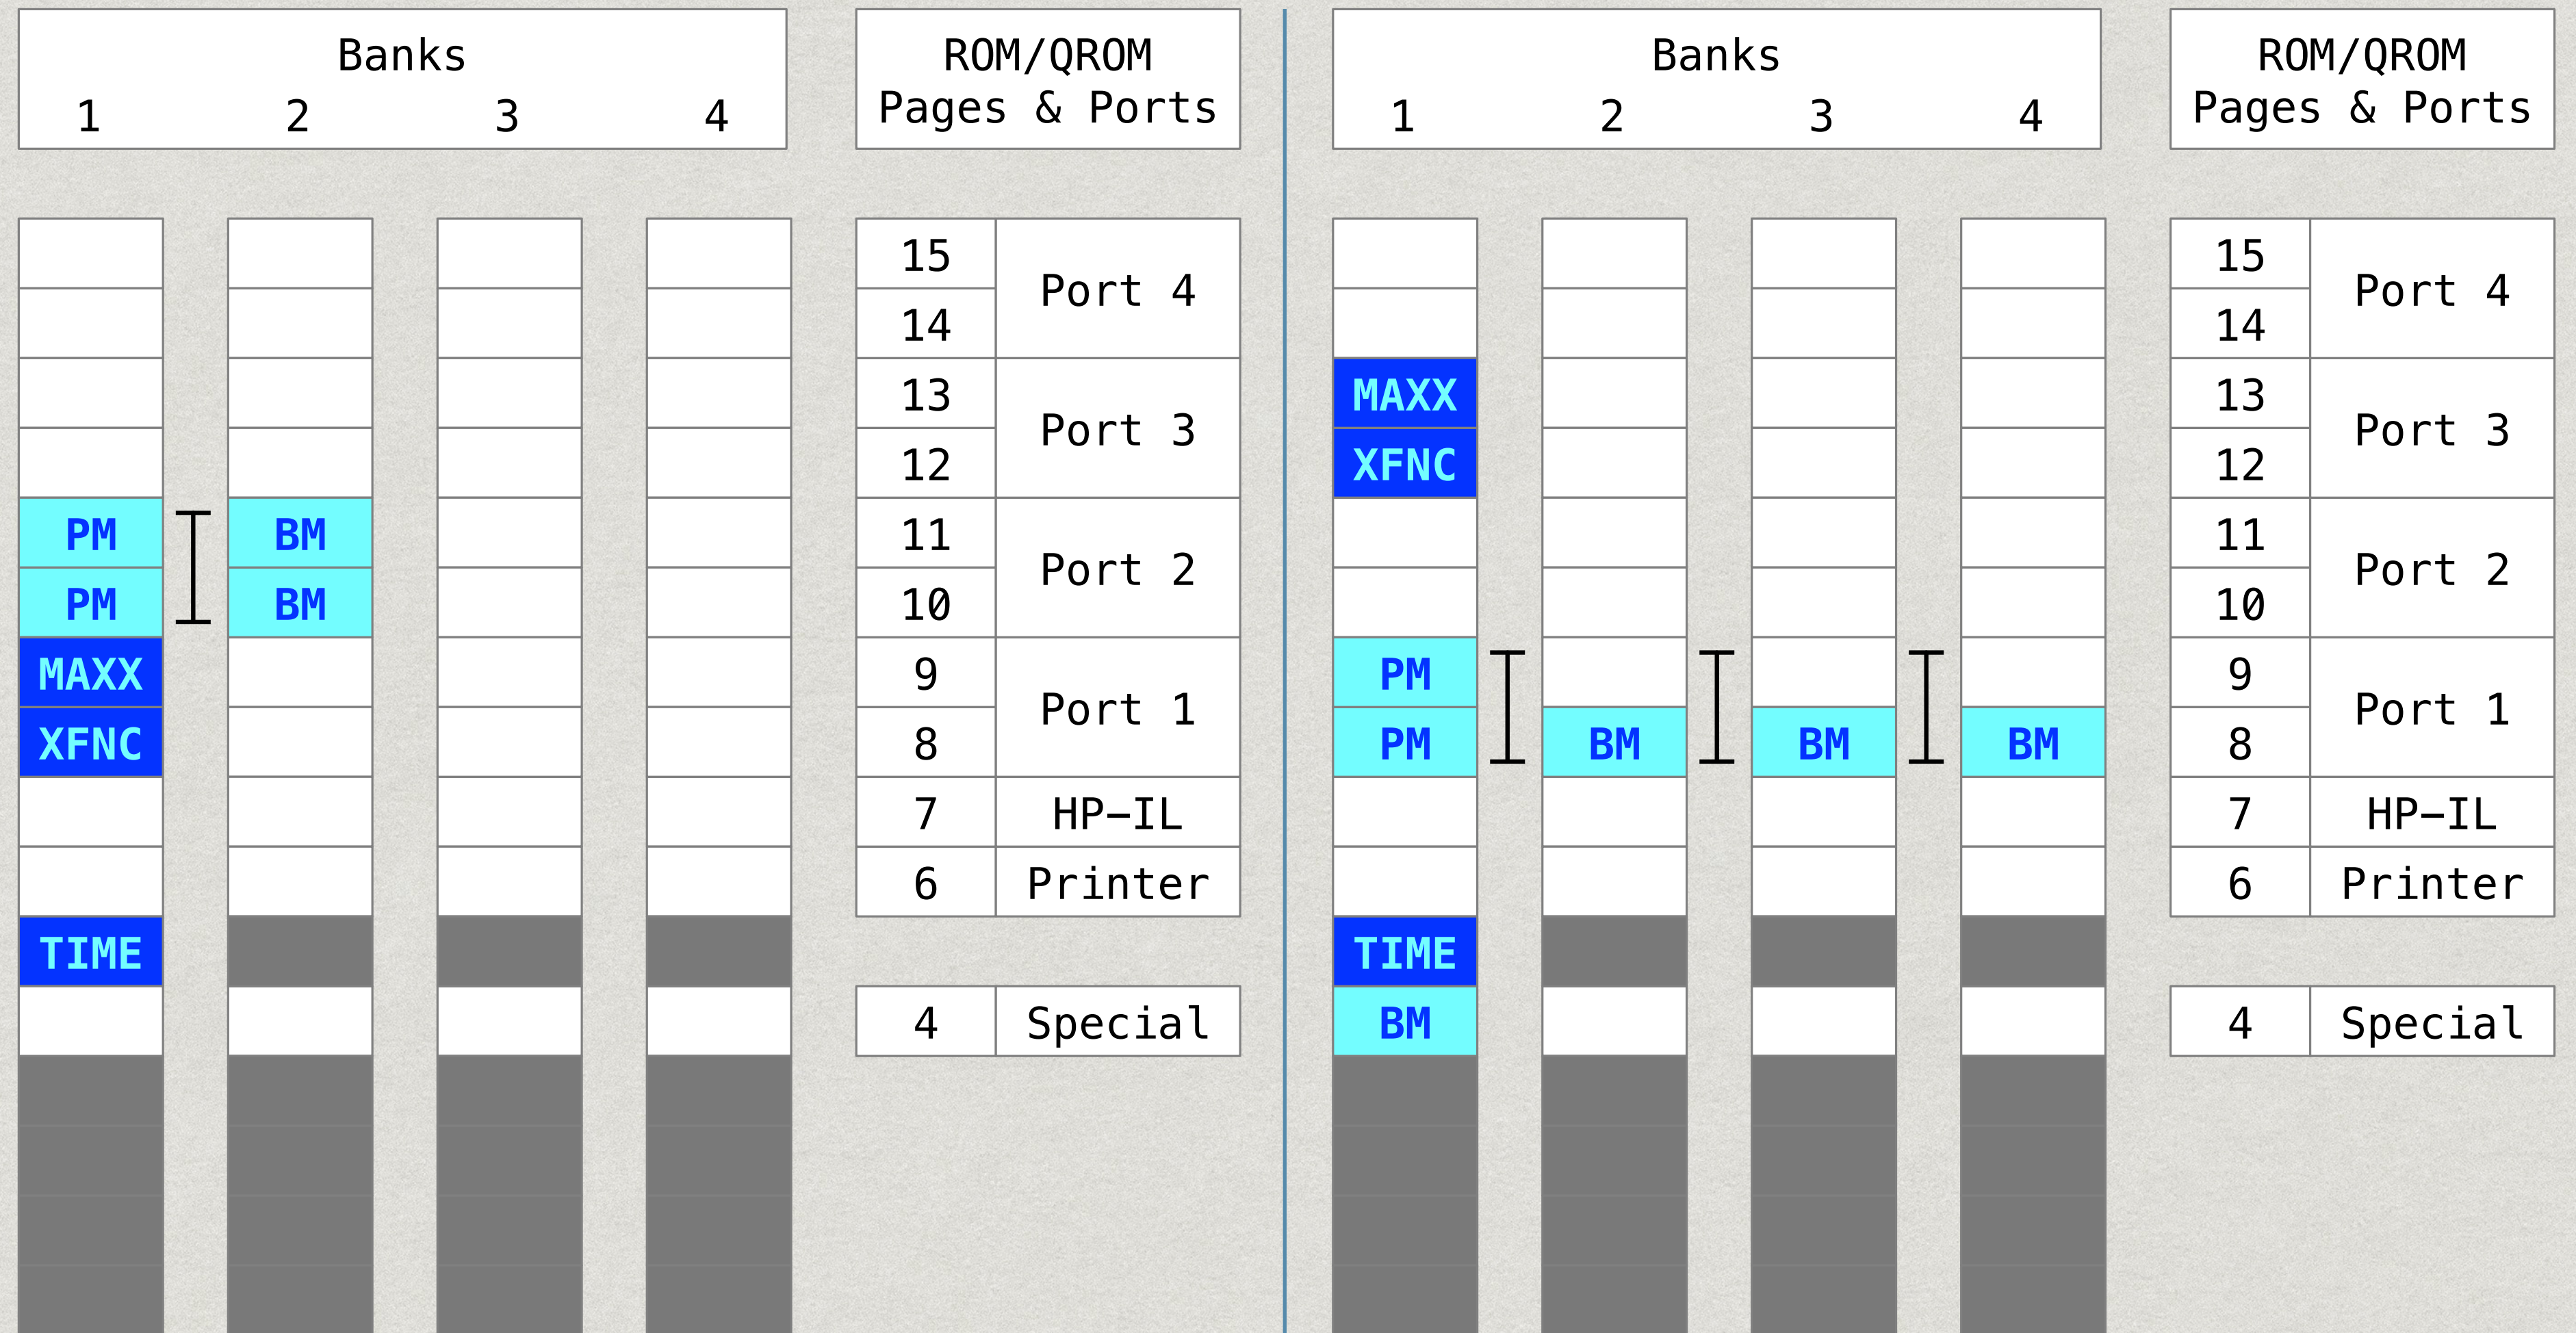 Banks
1 2 3 4
ROM/QROM
Pages & Ports
15
Port 4
14
MAXX 13
Port 3
XFNC 12
PM BM 11
Port 2
PM BM 10
MAXX 9
Port 1
XFNC 8
7 HP-IL
6 Printer
TIME
4 Special
Banks
1 2 3 4
ROM/QROM
Pages & Ports
15
Port 4
14
MAXX 13
Port 3
XFNC 12
11
Port 2
10
PM 9
Port 1
PM BM BM BM 8
7 HP-IL
6 Printer
TIME
BM 4 Special